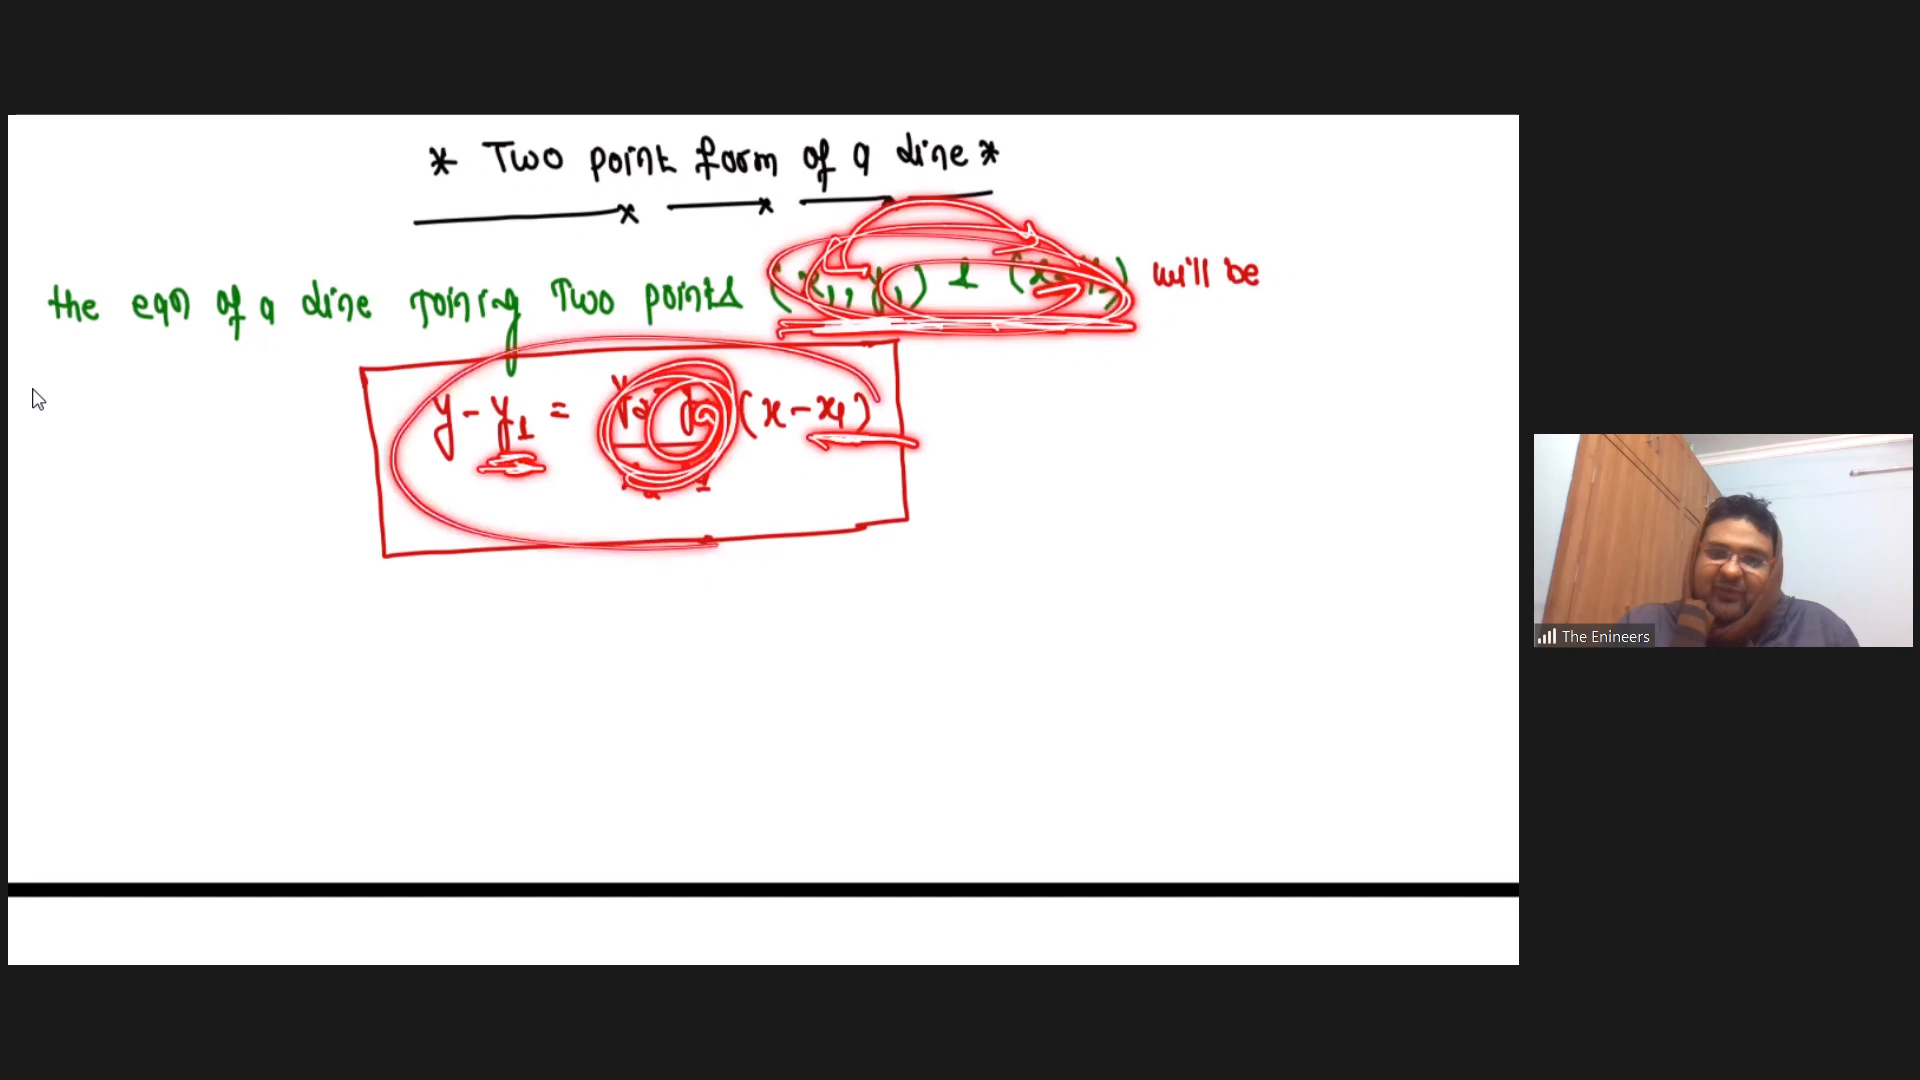 * Two point form of a line *
the eqn of a line joining Two points (x₁, y₁) & (x₂, y₂) will be
y - y₁ = (x - x₁)
The Enineers